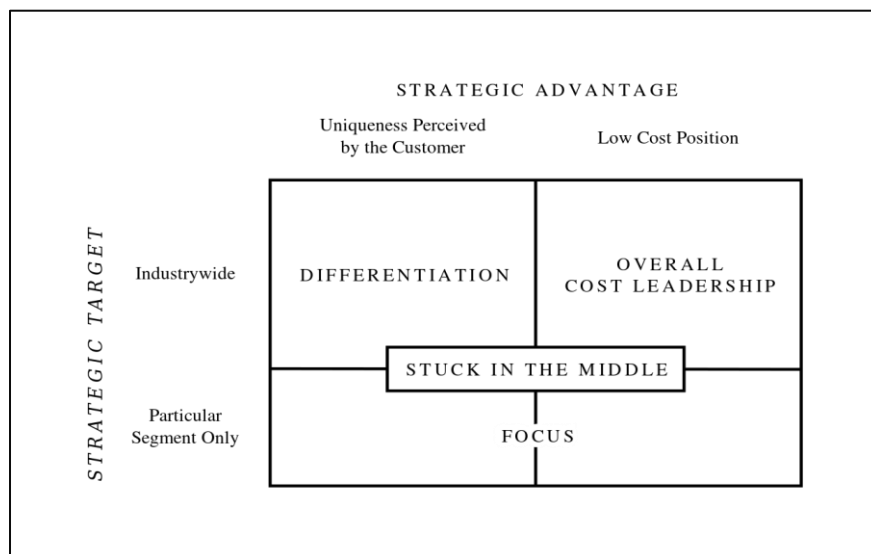 STRATEGIC ADVANTAGE
Uniqueness Perceived
by the Customer
Low Cost Position
STRATEGIC TARGET
Industrywide
DIFFERENTIATION
OVERALL
COST LEADERSHIP
STUCK IN THE MIDDLE
Particular
Segment Only
FOCUS